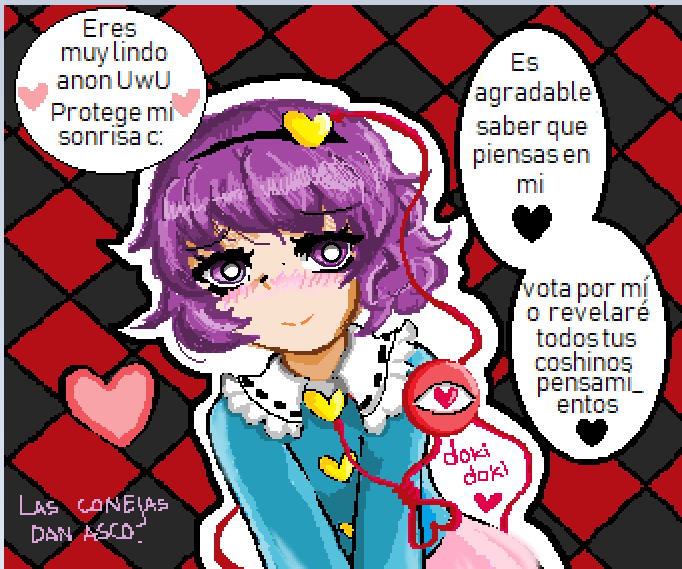 Eres
muy lindo
anon UwU
Protege mi
sonrisa c:
Es
agradable
saber que
piensas en
mi
vota por mí
o revelaré
todos tus
coshinos
pensami_
entos
doki
doki
LAS CONEJAS
DAN ASCO?